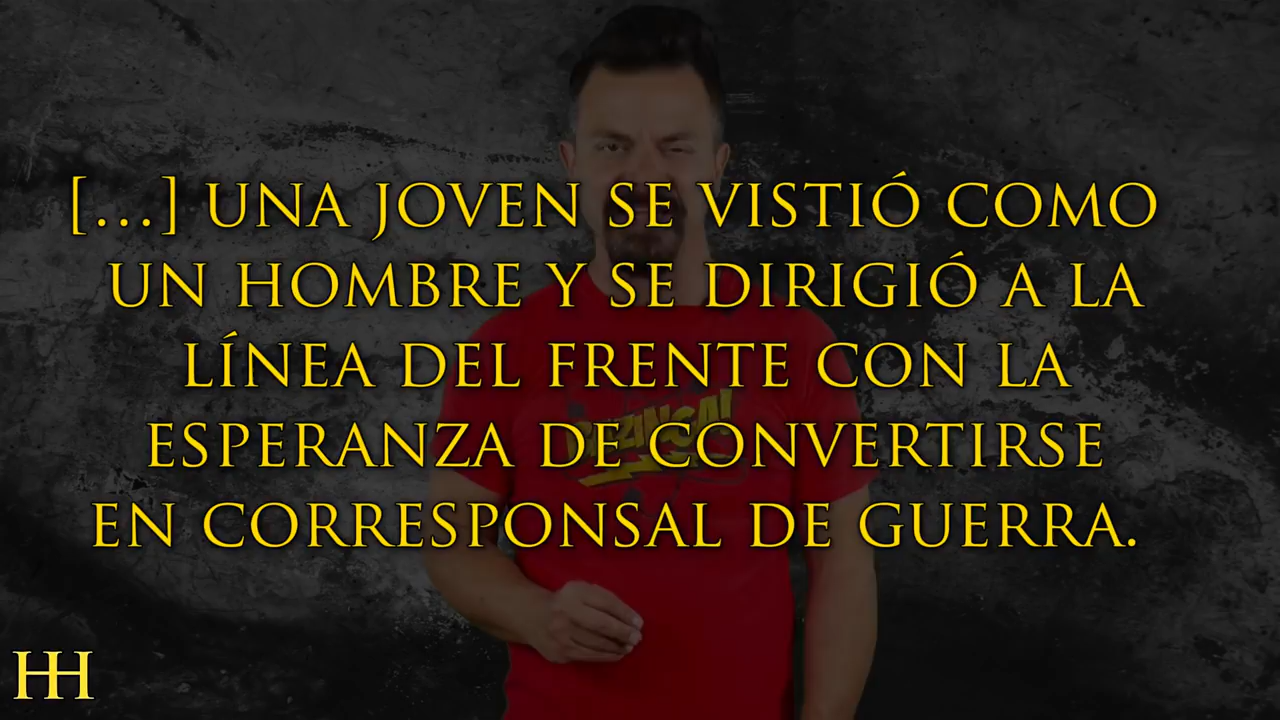 [...] UNA JOVEN SE VISTIÓ COMO
UN HOMBRE Y SE DIRIGIÓ A LA
LÍNEA DEL FRENTE CON LA
ESPERANZA DE CONVERTIRSE
EN CORRESPONSAL DE GUERRA.
BAZINGA!
HH